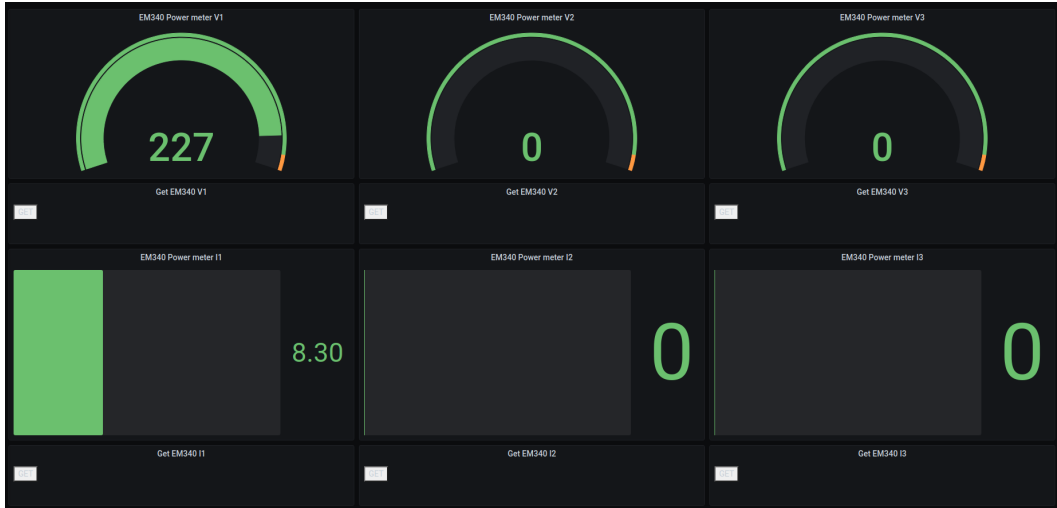 EM340 Power meter V1
EM340 Power meter V2
EM340 Power meter V3
227
0
0
Get EM340 V1
Get EM340 V2
Get EM340 V3
GET
GET
GET
EM340 Power meter I1
EM340 Power meter I2
EM340 Power meter I3
8.30
0
0
Get EM340 I1
Get EM340 I2
Get EM340 I3
GET
GET
GET